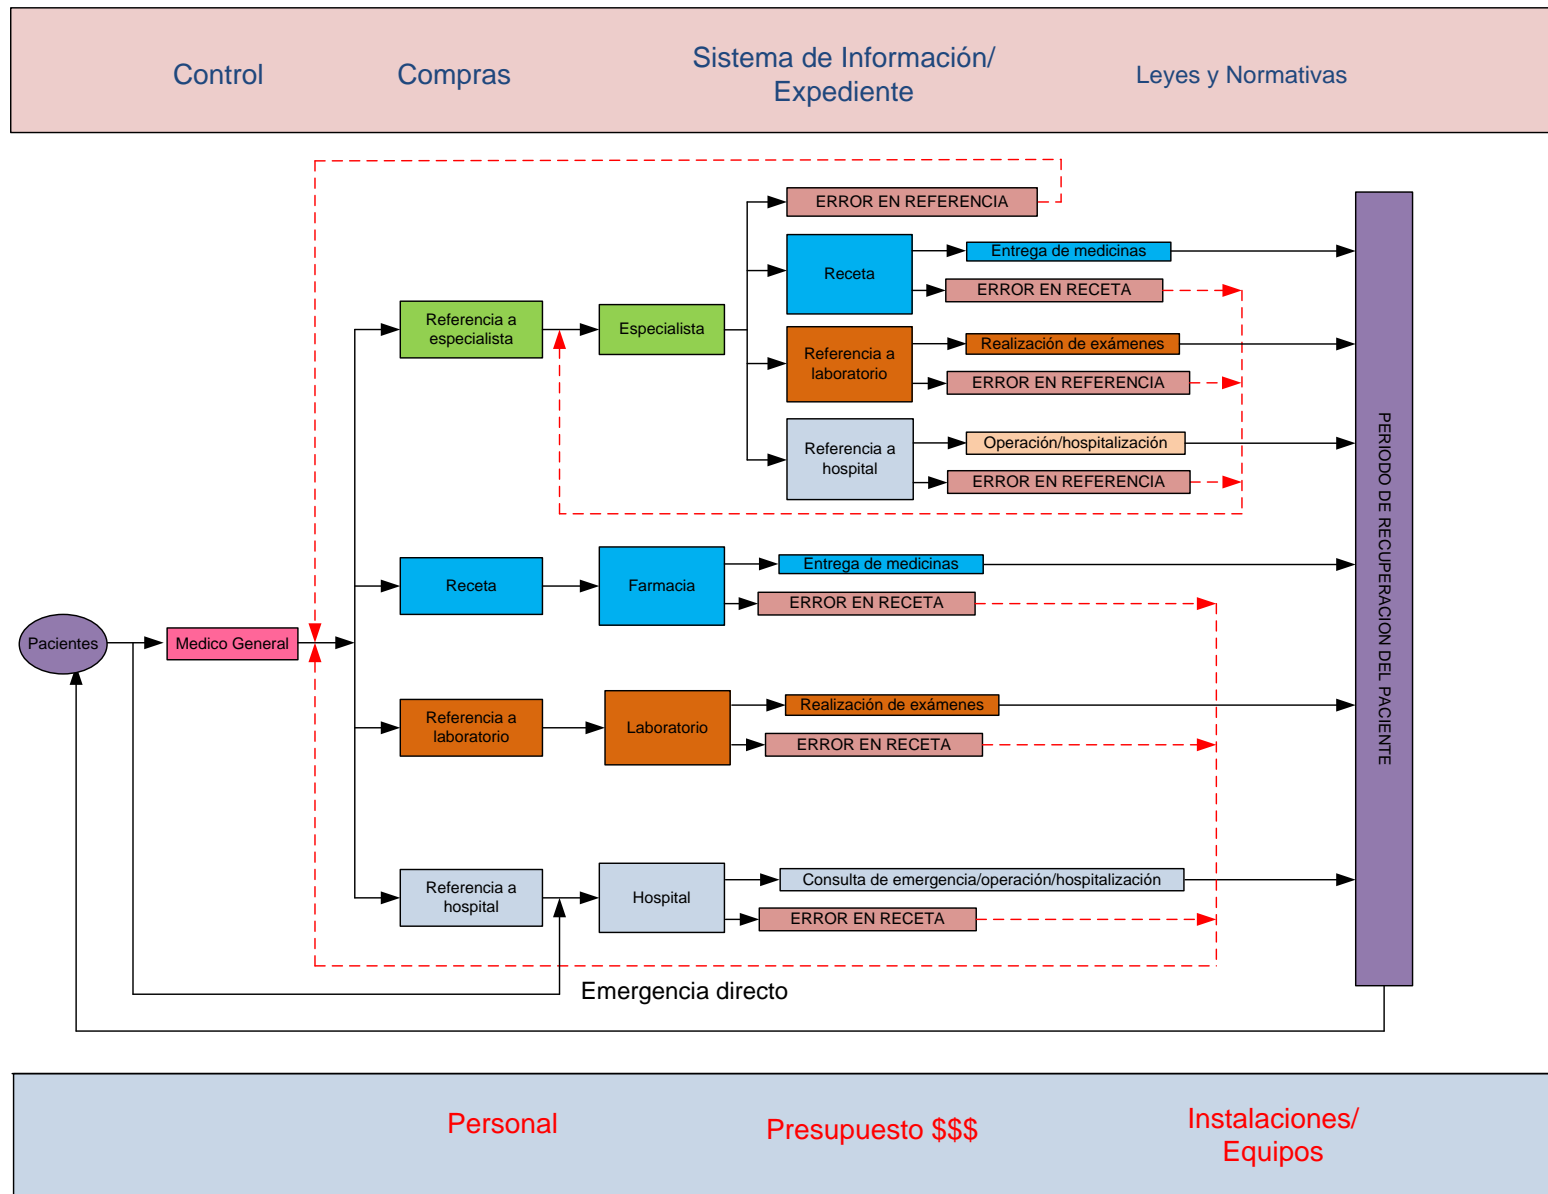 Control
Compras
Sistema de Información/
Expediente
Leyes y Normativas
ERROR EN REFERENCIA
Receta
Entrega de medicinas
ERROR EN RECETA
Referencia a
especialista
Especialista
Referencia a
laboratorio
Realización de exámenes
ERROR EN REFERENCIA
Referencia a
hospital
Operación/hospitalización
ERROR EN REFERENCIA
PERIODO DE RECUPERACION DEL PACIENTE
Receta
Farmacia
Entrega de medicinas
ERROR EN RECETA
Pacientes
Medico General
Referencia a
laboratorio
Laboratorio
Realización de exámenes
ERROR EN RECETA
Referencia a
hospital
Hospital
Consulta de emergencia/operación/hospitalización
ERROR EN RECETA
Emergencia directo
Personal
Presupuesto $$$
Instalaciones/
Equipos